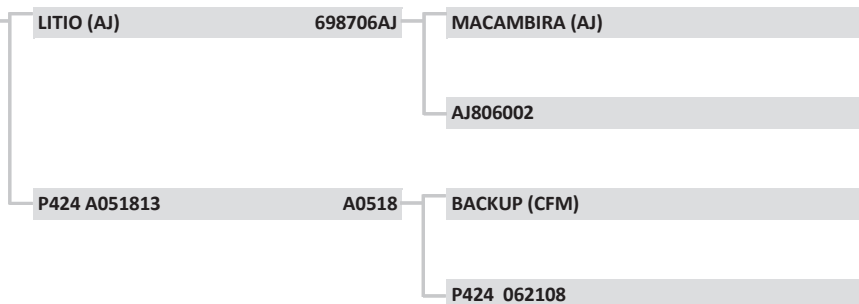 LITIO (AJ) 698706AJ MACAMBIRA (AJ)
AJ806002
P424 A051813 A0518 BACKUP (CFM)
P424 062108